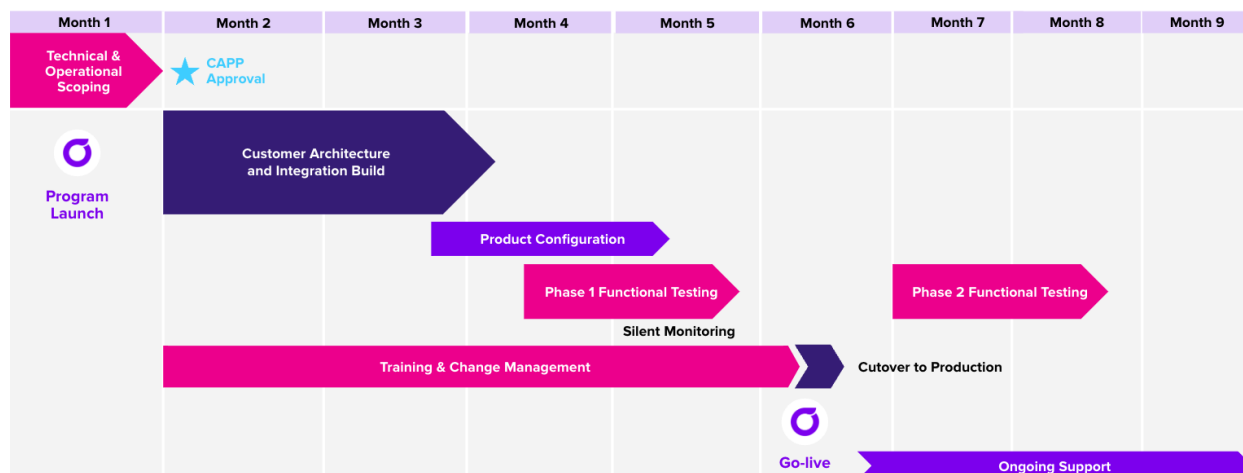 Month 1
Month 2
Month 3
Month 4
Month 5
Month 6
Month 7
Month 8
Month 9
Technical &
Operational
Scoping
CAPP
Approval
Program
Launch
Customer Architecture
and Integration Build
Product Configuration
Phase 1 Functional Testing
Phase 2 Functional Testing
Silent Monitoring
Training & Change Management
Cutover to Production
Go-live
Ongoing Support